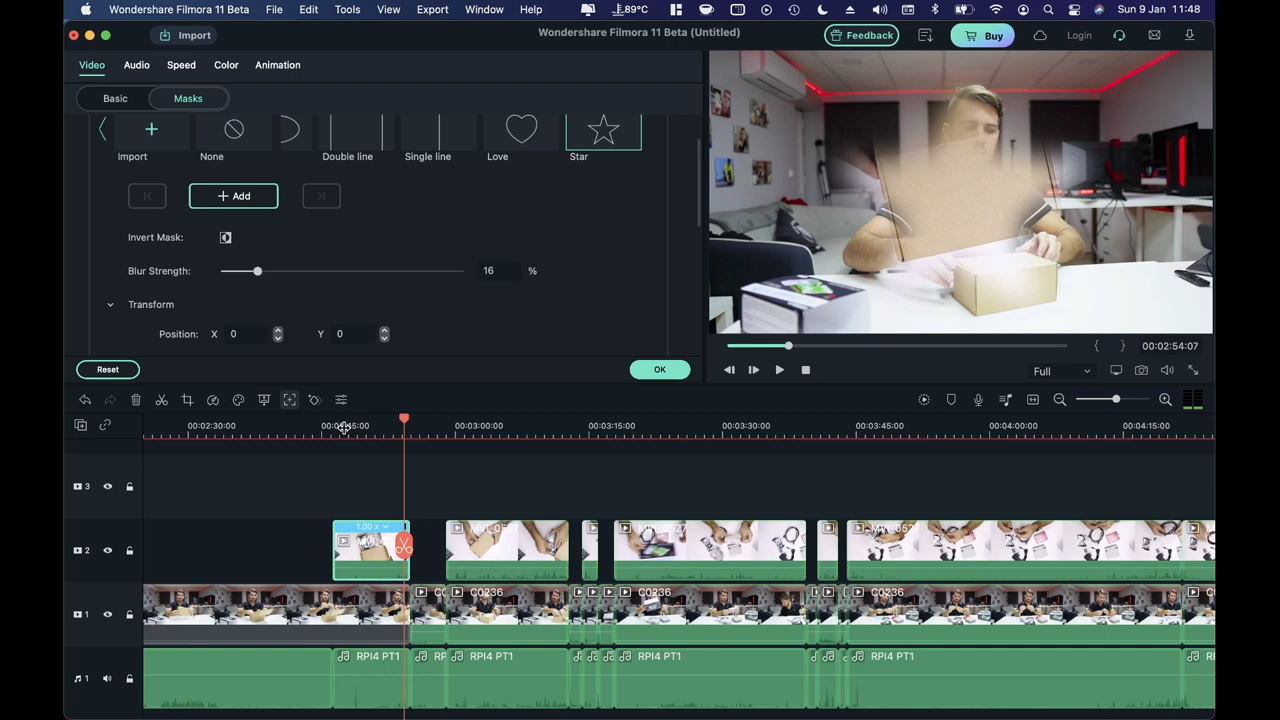 Wondershare Filmora 11 Beta File Edit Tools View Export Window Help 89°C Sun 9 Jan 11:48
Import Wondershare Filmora 11 Beta (Untitled) Feedback Buy Login
Video Audio Speed Color Animation
Basic Masks
Import None Double line Single line Love Star
+ Add
Invert Mask:
Blur Strength: 16 %
Transform
Position: X 0 Y 0
00:02:54:07
Reset OK
Full
00:02:30:00 00:03:00:00 00:03:15:00 00:03:30:00 00:03:45:00 00:04:00:00 00:04:15:00
3
1.00 x
2
C0236 C0236 C0236
1
RPI4 PT1 RPI4 PT1 RPI4 PT1 RPI4 PT1
1